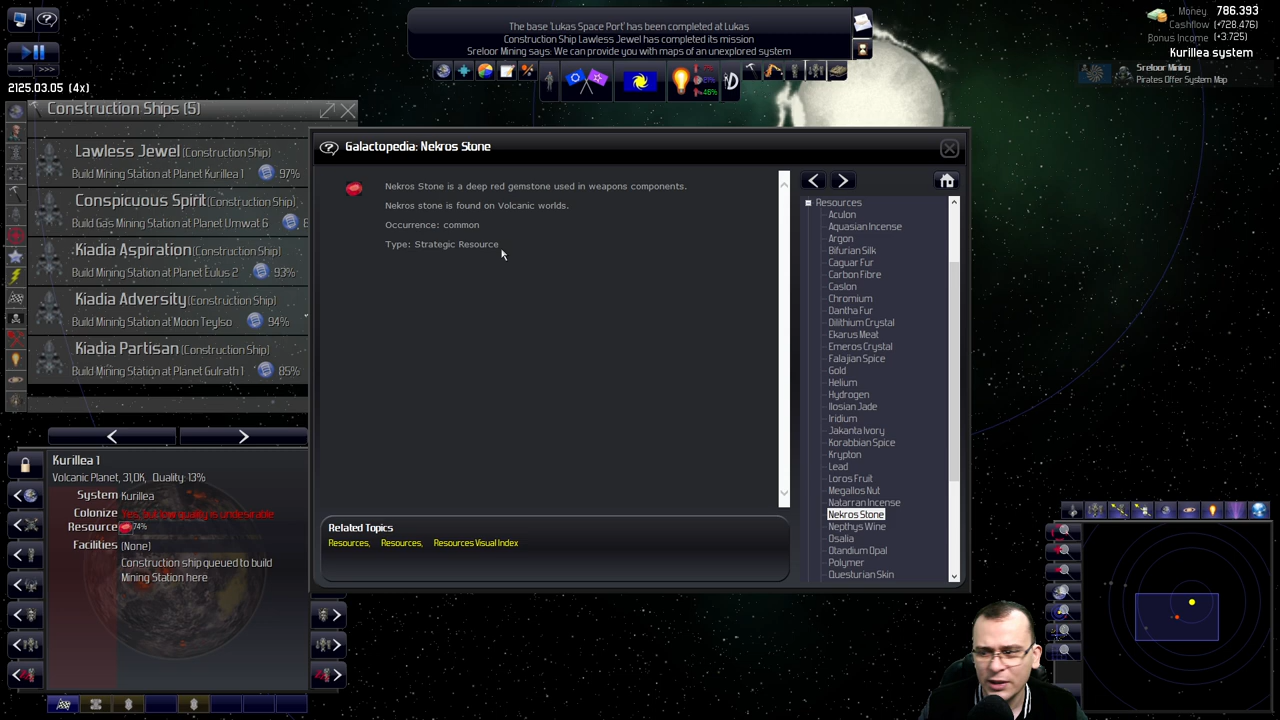 The base 'Lukas Space Port' has been completed at Lukas
Construction Ship Lawless Jewel has completed its mission
Sreloor Mining says: We can provide you with maps of an unexplored system
Money 786.393
Cashflow (+728.476)
Bonus Income (+3.725)
Kurillea system
Sreloor Mining
Pirates Offer System Map
2125.03.05 (4x)
Construction Ships (5)
Lawless Jewel (Construction Ship)
Build Mining Station at Planet Kurillea 1 97%
Conspicuous Spirit (Construction Ship)
Build Gas Mining Station at Planet Umwat 6
Kiadia Aspiration (Construction Ship)
Build Mining Station at Planet Eulus 2 93%
Kiadia Adversity (Construction Ship)
Build Mining Station at Moon Teylso 94%
Kiadia Partisan (Construction Ship)
Build Mining Station at Planet Gulrath 1 85%
Galactopedia: Nekros Stone
Nekros Stone is a deep red gemstone used in weapons components.
Nekros stone is found on Volcanic worlds.
Occurrence: common
Type: Strategic Resource
Related Topics
Resources, Resources, Resources Visual Index
Resources
Aculon
Aquasian Incense
Argon
Bifurian Silk
Caguar Fur
Carbon Fibre
Caslon
Chromium
Dantha Fur
Dilithium Crystal
Ekarus Meat
Emeros Crystal
Falajian Spice
Gold
Helium
Hydrogen
Ilosian Jade
Iridium
Jakanta Ivory
Korabbian Spice
Krypton
Lead
Loros Fruit
Megallos Nut
Natarran Incense
Nekros Stone
Nepthys Wine
Osalia
Otandium Opal
Polymer
Questurian Skin
Kurillea 1
Volcanic Planet, 31,0K, Quality: 13%
System Kurillea
Colonize Yes, but low quality is undesirable
Resource 74%
Facilities (None)
Construction ship queued to build
Mining Station here